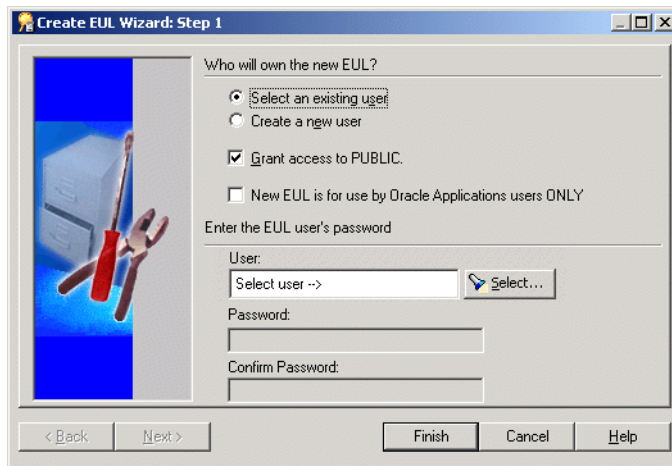 Create EUL Wizard: Step 1
Who will own the new EUL?
Select an existing user
Create a new user
Grant access to PUBLIC.
New EUL is for use by Oracle Applications users ONLY
Enter the EUL user's password
User:
Select user -->
Select...
Password:
Confirm Password:
< Back
Next >
Finish
Cancel
Help